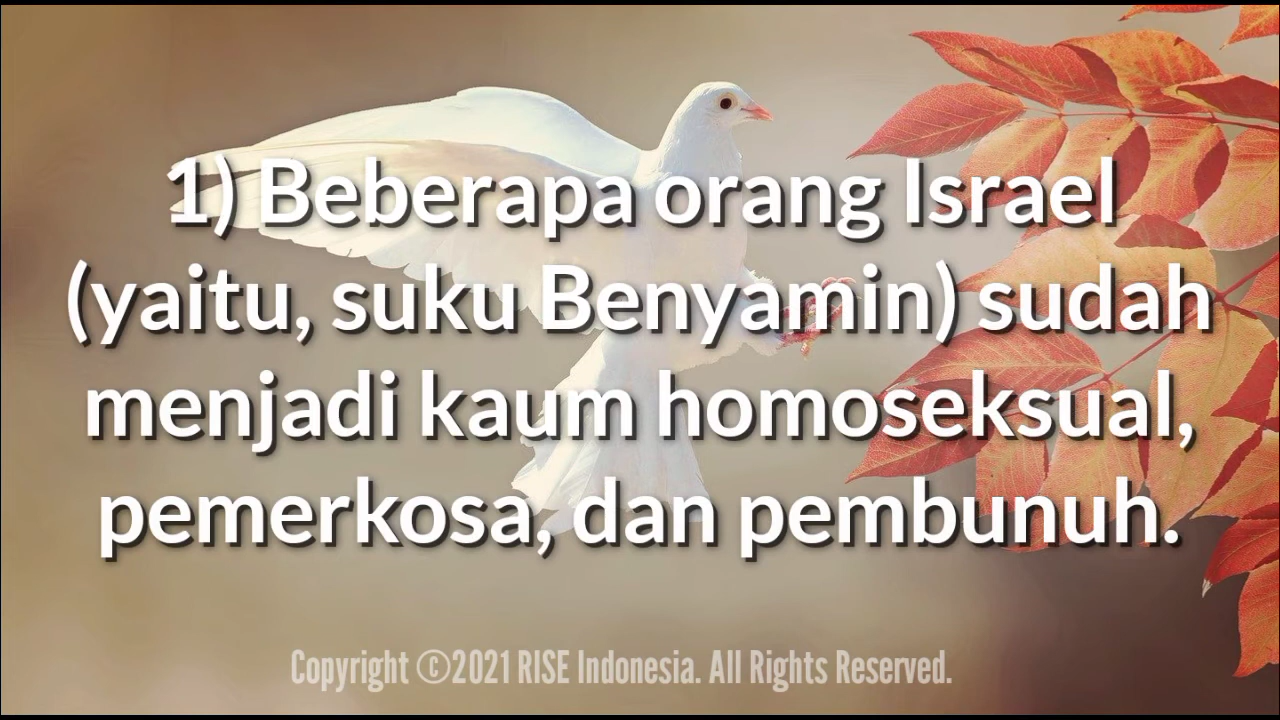 1) Beberapa orang Israel
(yaitu, suku Benyamin) sudah
menjadi kaum homoseksual,
pemerkosa, dan pembunuh.
Copyright ©2021 RISE Indonesia. All Rights Reserved.